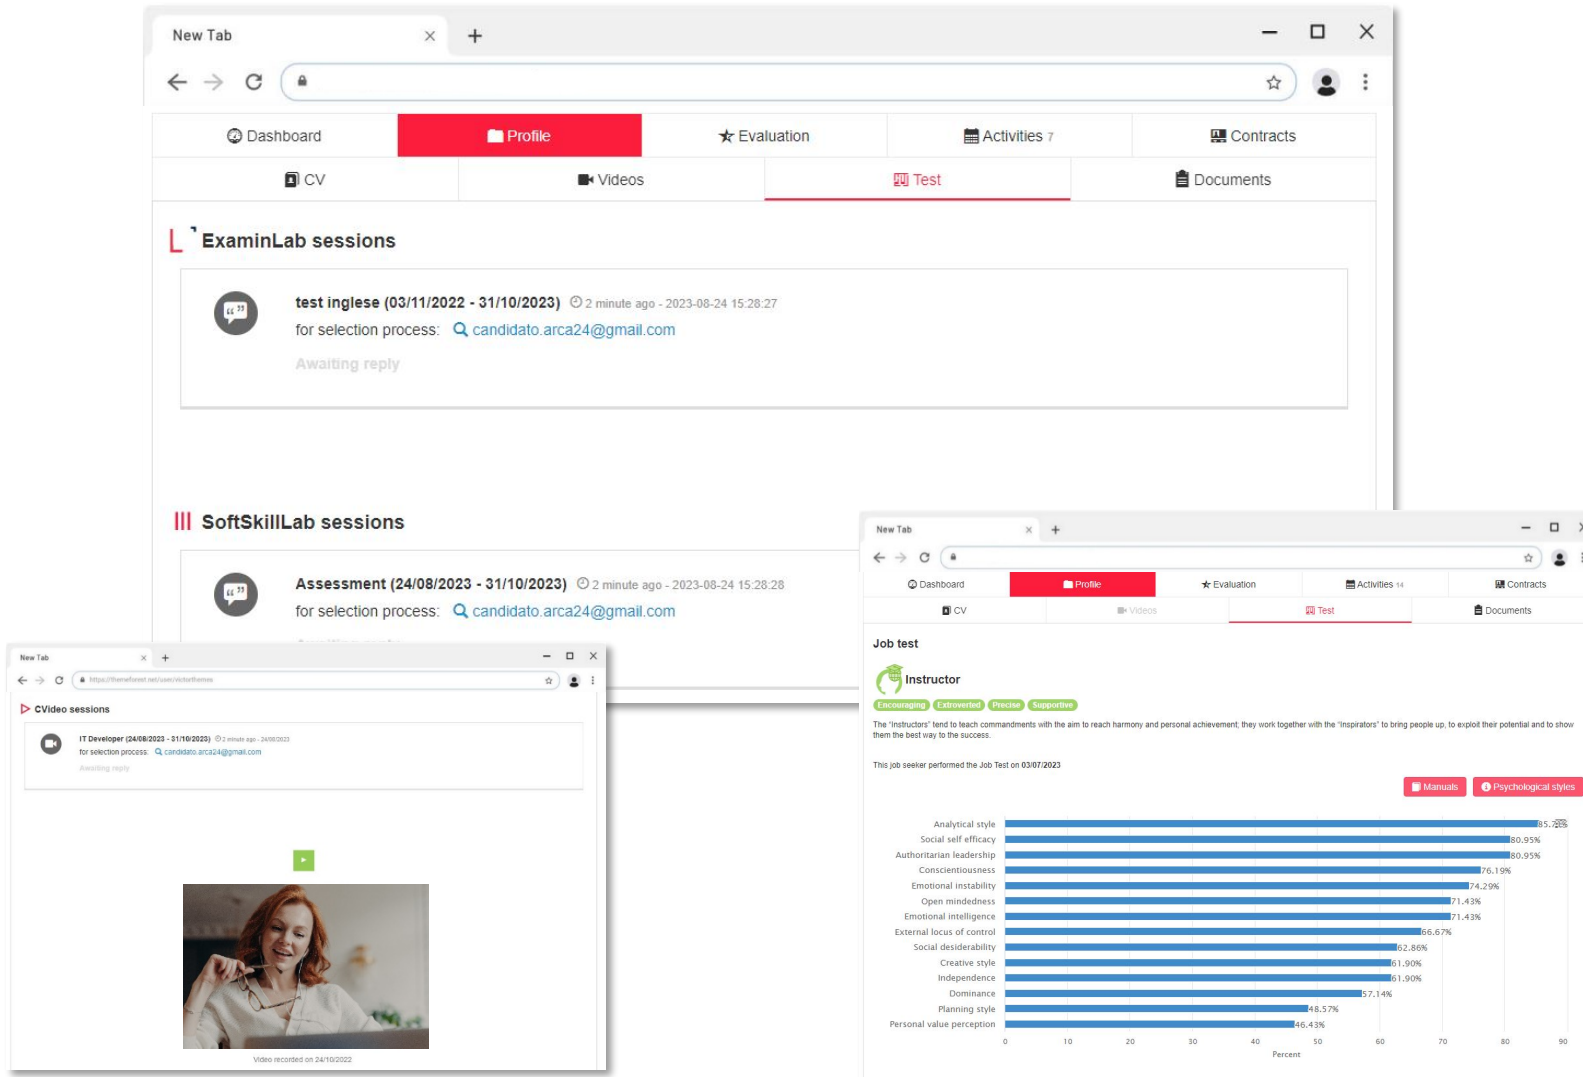 New Tab
Dashboard
Profile
Evaluation
Activities 7
Contracts
CV
Videos
Test
Documents
ExaminLab sessions
test inglese (03/11/2022 - 31/10/2023) 2 minute ago - 2023-08-24 15:28:27
for selection process: candidato.arca24@gmail.com
Awaiting reply
SoftSkillLab sessions
Assessment (24/08/2023 - 31/10/2023) 2 minute ago - 2023-08-24 15:28:28
for selection process: candidato.arca24@gmail.com
New Tab
https://themeforest.net/user/victorthemes
CVideo sessions
IT Developer (24/08/2023 - 31/10/2023) 2 minute ago - 24/08/2023
for selection process: candidato.arca24@gmail.com
Awaiting reply
Video recorded on 24/10/2022
New Tab
Dashboard
Profile
Evaluation
Activities 14
Contracts
CV
Videos
Test
Documents
Job test
Instructor
Encouraging Extroverted Precise Supportive
The "Instructors" tend to teach commandments with the aim to reach harmony and personal achievement; they work together with the "Inspirators" to bring people up, to exploit their potential and to show
them the best way to the success.
This job seeker performed the Job Test on 03/07/2023
Manuals
Psychological styles
Analytical style
Social self efficacy 80.95%
Authoritarian leadership 80.95%
Conscientiousness 76.19%
Emotional instability 74.29%
Open mindedness 71.43%
Emotional intelligence 71.43%
External locus of control 66.67%
Social desiderability 62.86%
Creative style 61.90%
Independence 61.90%
Dominance 57.14%
Planning style 48.57%
Personal value perception 46.43%
0 10 20 30 40 50 60 70 80 90
Percent